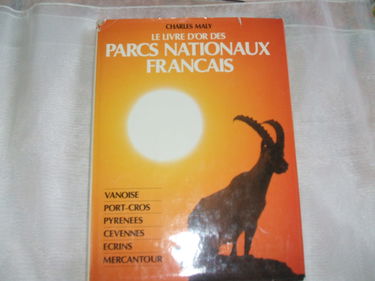 CHARLES MALY
LE LIVRE D'OR DES
PARCS NATIONAUX
FRANCAIS
VANOISE
PORT-CROS
PYRENEES
CEVENNES
ECRINS
MERCANTOUR